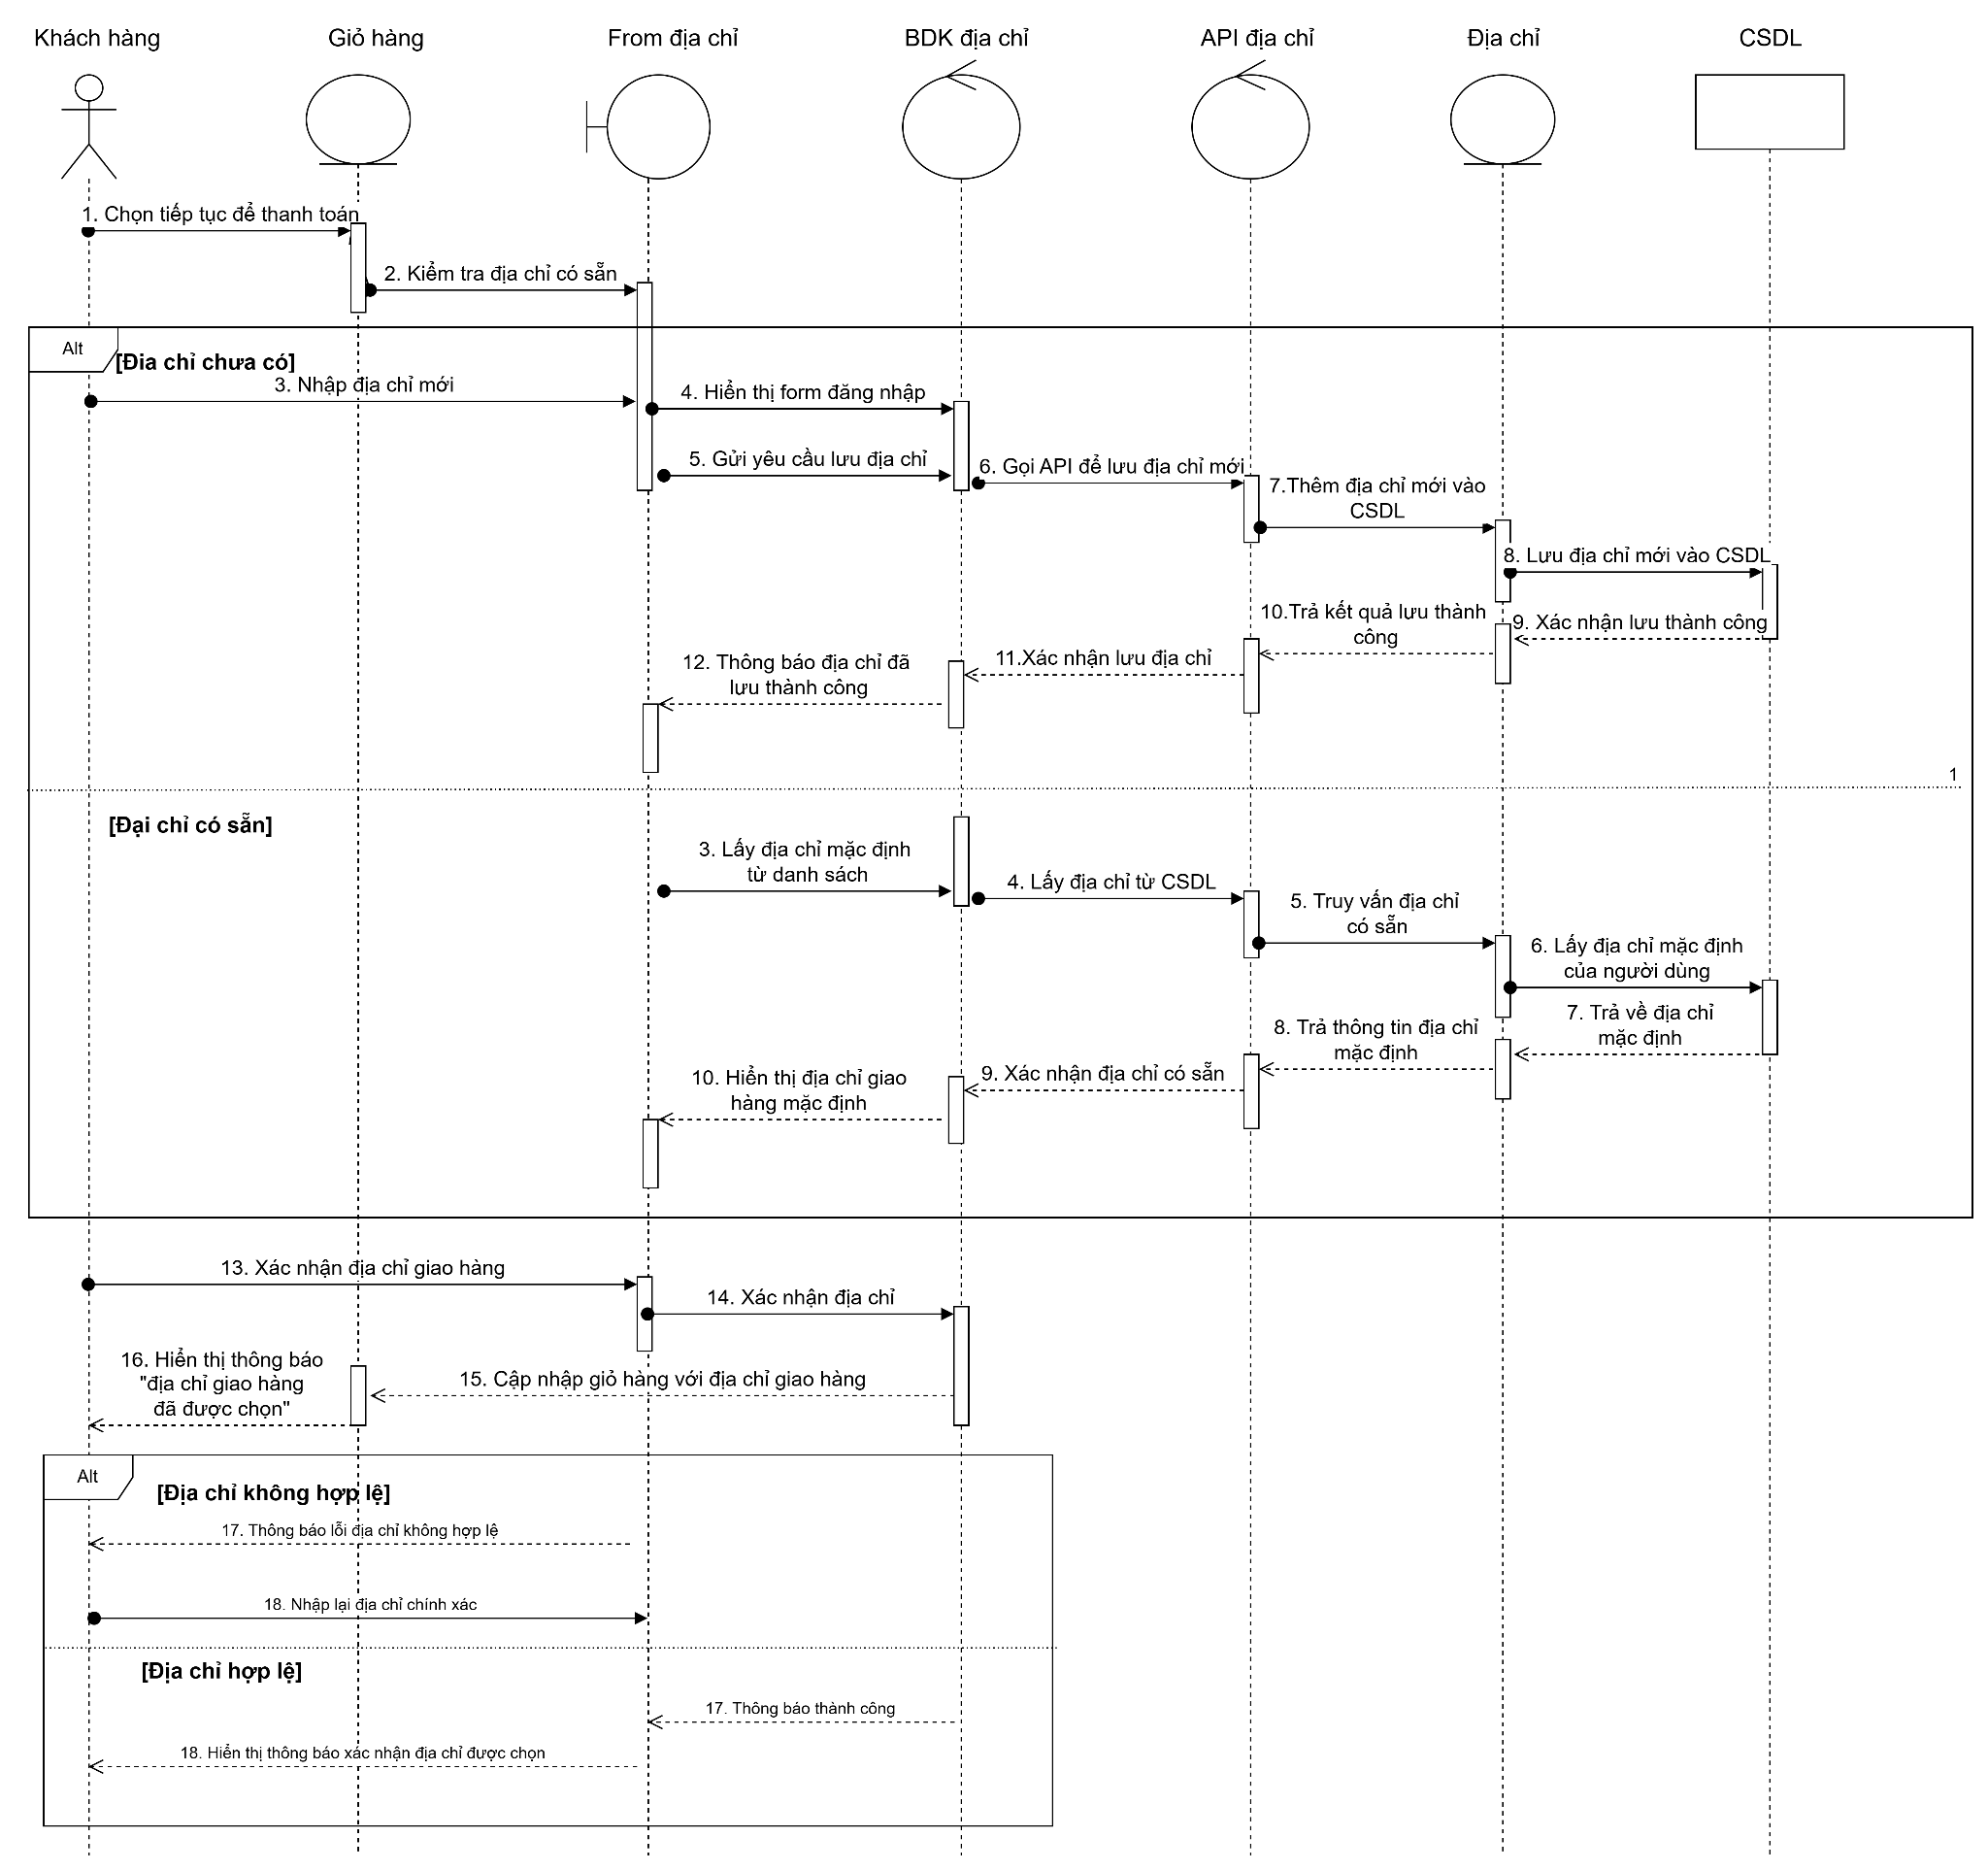 Khách hàng
Giỏ hàng
From địa chỉ
BDK địa chỉ
API địa chỉ
Địa chỉ
CSDL
1. Chọn tiếp tục để thanh toán
2. Kiểm tra địa chỉ có sẵn
Alt
[Đia chỉ chưa có]
3. Nhập địa chỉ mới
4. Hiển thị form đăng nhập
5. Gửi yêu cầu lưu địa chỉ
6. Gọi API để lưu địa chỉ mới
7.Thêm địa chỉ mới vào
CSDL
8. Lưu địa chỉ mới vào CSDL
9. Xác nhận lưu thành công
10.Trả kết quả lưu thành
công
11.Xác nhận lưu địa chỉ
12. Thông báo địa chỉ đã
lưu thành công
1
[Đại chỉ có sẵn]
3. Lấy địa chỉ mặc định
từ danh sách
4. Lấy địa chỉ từ CSDL
5. Truy vấn địa chỉ
có sẵn
6. Lấy địa chỉ mặc định
của người dùng
7. Trả về địa chỉ
mặc định
8. Trả thông tin địa chỉ
mặc định
9. Xác nhận địa chỉ có sẵn
10. Hiển thị địa chỉ giao
hàng mặc định
13. Xác nhận địa chỉ giao hàng
14. Xác nhận địa chỉ
15. Cập nhập giỏ hàng với địa chỉ giao hàng
16. Hiển thị thông báo
"địa chỉ giao hàng
đã được chọn"
Alt
[Địa chỉ không hợp lệ]
17. Thông báo lỗi địa chỉ không hợp lệ
18. Nhập lại địa chỉ chính xác
[Địa chỉ hợp lệ]
17. Thông báo thành công
18. Hiển thị thông báo xác nhận địa chỉ được chọn